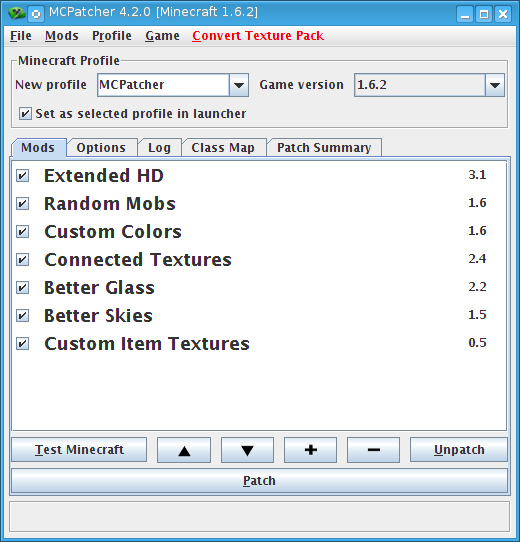 MCPatcher 4.2.0 [Minecraft 1.6.2]
File Mods Profile Game Convert Texture Pack
Minecraft Profile
New profile MCPatcher Game version 1.6.2
Set as selected profile in launcher
Mods Options Log Class Map Patch Summary
Extended HD 3.1
Random Mobs 1.6
Custom Colors 1.6
Connected Textures 2.4
Better Glass 2.2
Better Skies 1.5
Custom Item Textures 0.5
Test Minecraft Unpatch
Patch